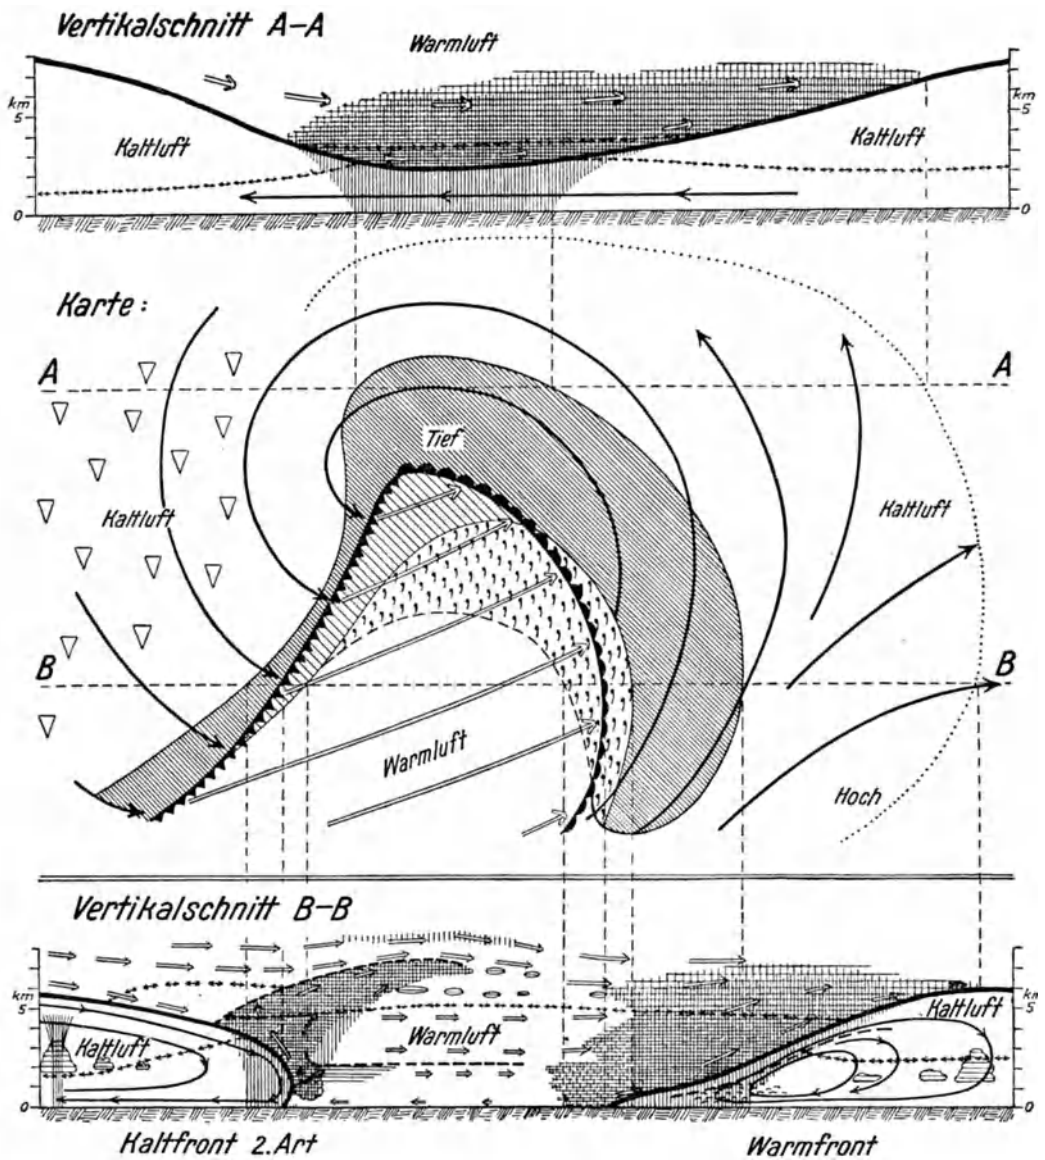 Vertikalschnitt A-A
Warmluft
km
5
km
5
Kaltluft
Kaltluft
0
0
Karte:
A
A
Tief
Kaltluft
Kaltluft
B
B
Warmluft
Hoch
Vertikalschnitt B-B
km
5
km
5
Kaltluft
Warmluft
Kaltluft
0
0
Kaltfront 2. Art
Warmfront